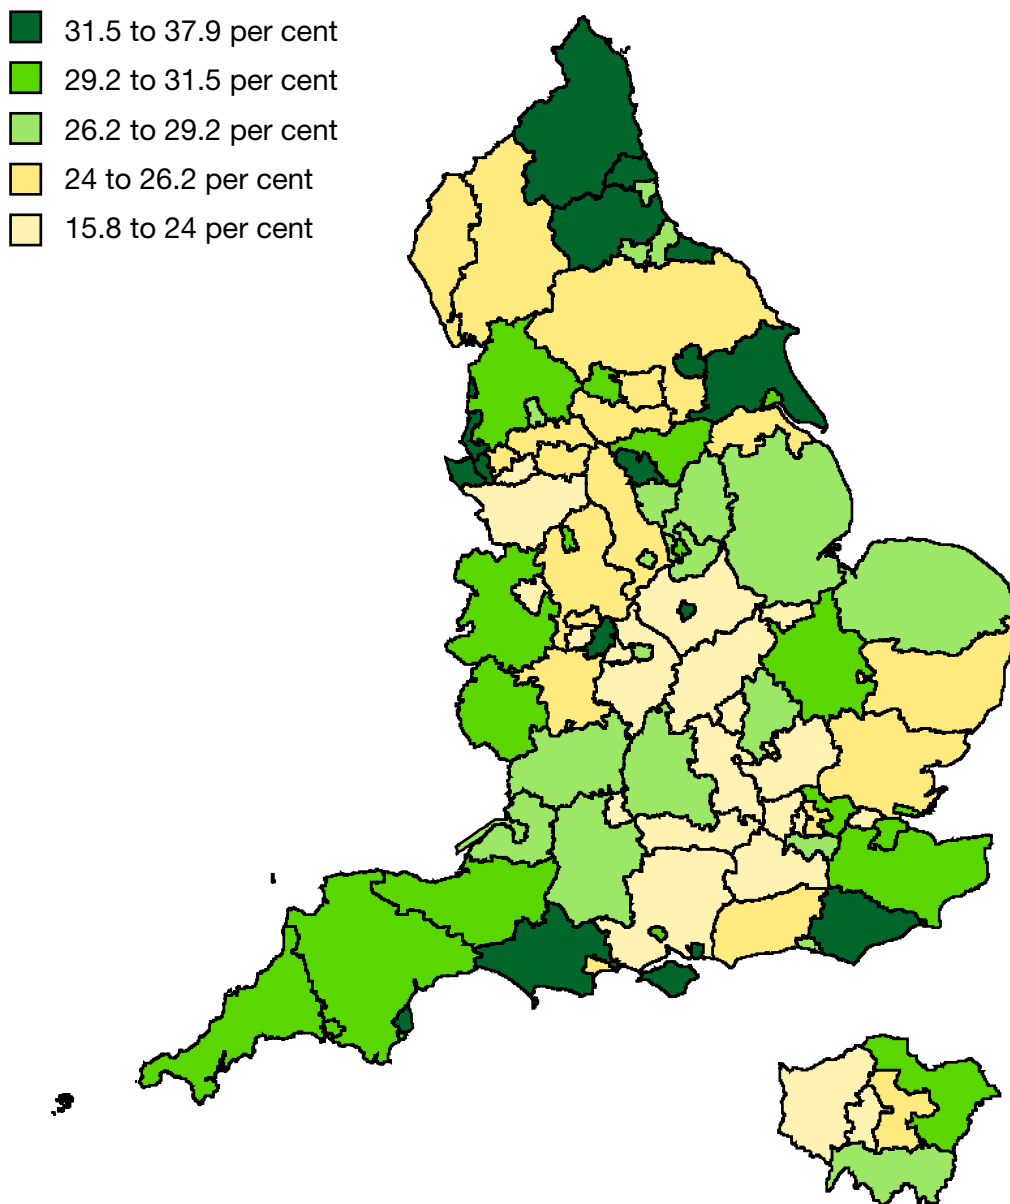 31.5 to 37.9 per cent
29.2 to 31.5 per cent
26.2 to 29.2 per cent
24 to 26.2 per cent
15.8 to 24 per cent